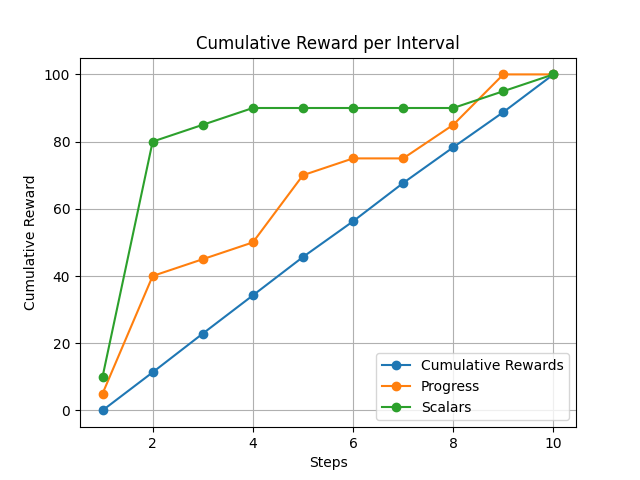 Cumulative Reward per Interval
100
80
60
40
20
0
Cumulative Reward
2
4
6
8
10
Steps
Cumulative Rewards
Progress
Scalars